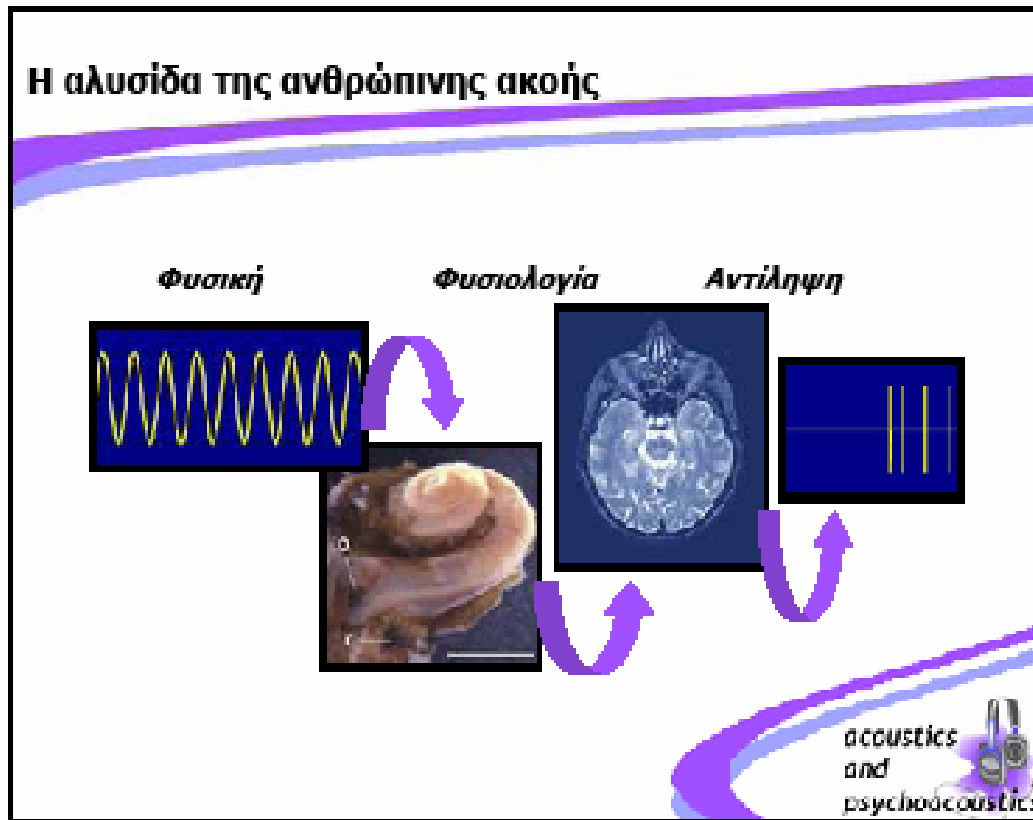 Η αλυσίδα της ανθρώπινης ακοής
Φυσική Φυσιολογία Αντίληψη
o
r
acoustics
and
psychoacoustics